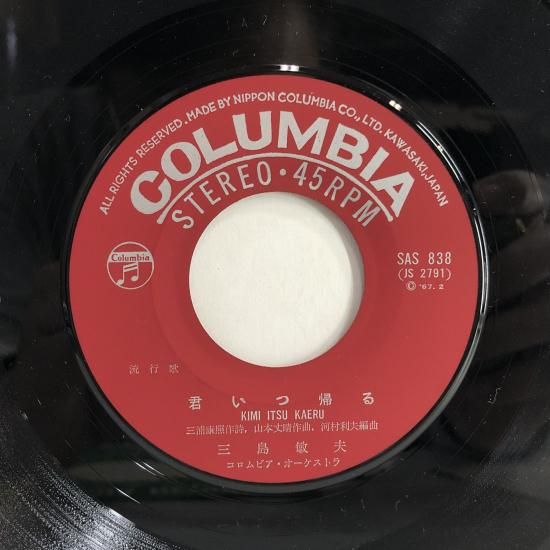 ALL RIGHTS RESERVED. MADE BY NIPPON COLUMBIA CO., LTD. KAWASAKI, JAPAN
COLUMBIA
STEREO・45RPM
Columbia
SAS 838
(JS 2791)
Ⓒ '67. 2
流行歌
君いつ帰る
KIMI ITSU KAERU
三浦康照作詩, 山本丈晴作曲, 河村利夫編曲
三島敏夫
コロムビア・オーケストラ